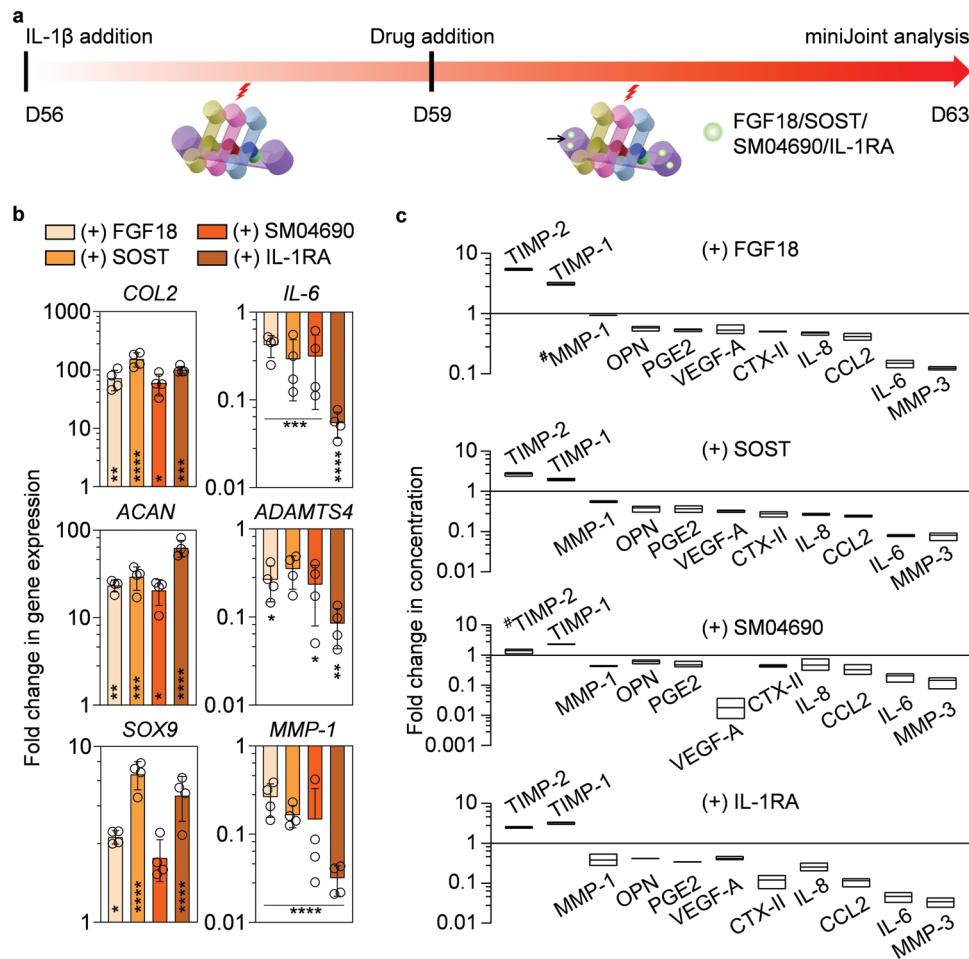 a
IL-1β addition
Drug addition
miniJoint analysis
D56
D59
D63
FGF18/SOST/
SM04690/IL-1RA
b
(+) FGF18
(+) SM04690
(+) SOST
(+) IL-1RA
Fold change in gene expression
COL2
1000
100
10
1
**
****
*
***
IL-6
1
0.1
0.01
***
****
ACAN
100
10
1
**
***
*
****
ADAMTS4
1
0.1
0.01
*
*
**
SOX9
10
1
*
****
****
MMP-1
1
0.1
0.01
****
c
Fold change in concentration
(+) FGF18
10
1
0.1
TIMP-2
TIMP-1
#MMP-1
OPN
PGE2
VEGF-A
CTX-II
IL-8
CCL2
IL-6
MMP-3
(+) SOST
10
1
0.1
0.01
TIMP-2
TIMP-1
MMP-1
OPN
PGE2
VEGF-A
CTX-II
IL-8
CCL2
IL-6
MMP-3
(+) SM04690
10
1
0.1
0.01
0.001
#TIMP-2
TIMP-1
MMP-1
OPN
PGE2
VEGF-A
CTX-II
IL-8
CCL2
IL-6
MMP-3
(+) IL-1RA
10
1
0.1
0.01
TIMP-2
TIMP-1
MMP-1
OPN
PGE2
VEGF-A
CTX-II
IL-8
CCL2
IL-6
MMP-3